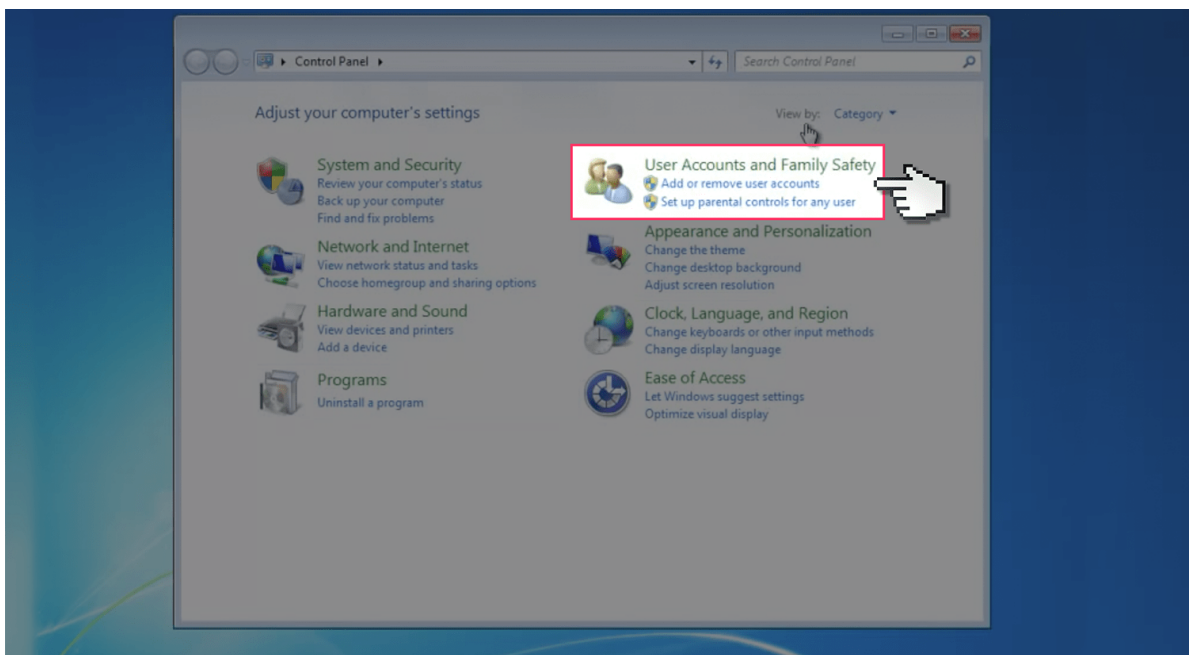 Control Panel
Search Control Panel
Adjust your computer's settings
View by: Category
System and Security
Review your computer's status
Back up your computer
Find and fix problems
Network and Internet
View network status and tasks
Choose homegroup and sharing options
Hardware and Sound
View devices and printers
Add a device
Programs
Uninstall a program
User Accounts and Family Safety
Add or remove user accounts
Set up parental controls for any user
Appearance and Personalization
Change the theme
Change desktop background
Adjust screen resolution
Clock, Language, and Region
Change keyboards or other input methods
Change display language
Ease of Access
Let Windows suggest settings
Optimize visual display